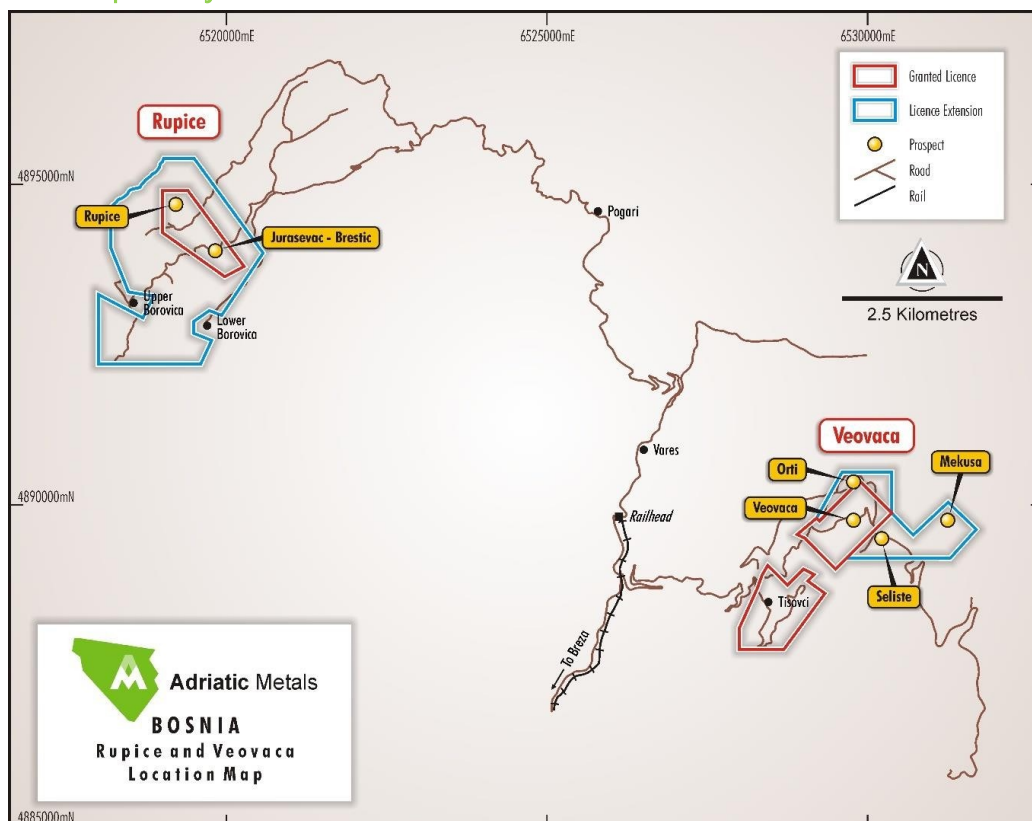 6520000mE
6525000mE
6530000mE
Granted Licence
Licence Extension
Prospect
Road
Rail
N
2.5 Kilometres
Rupice
4895000mN
Rupice
Jurasevac - Brestic
Pogari
Upper
Borovica
Lower
Borovica
Veovaca
Vares
Orti
Mekusa
4890000mN
Veovaca
Railhead
Seliste
Tisovci
To Breza
Adriatic Metals
BOSNIA
Rupice and Veovaca
Location Map
4885000mN